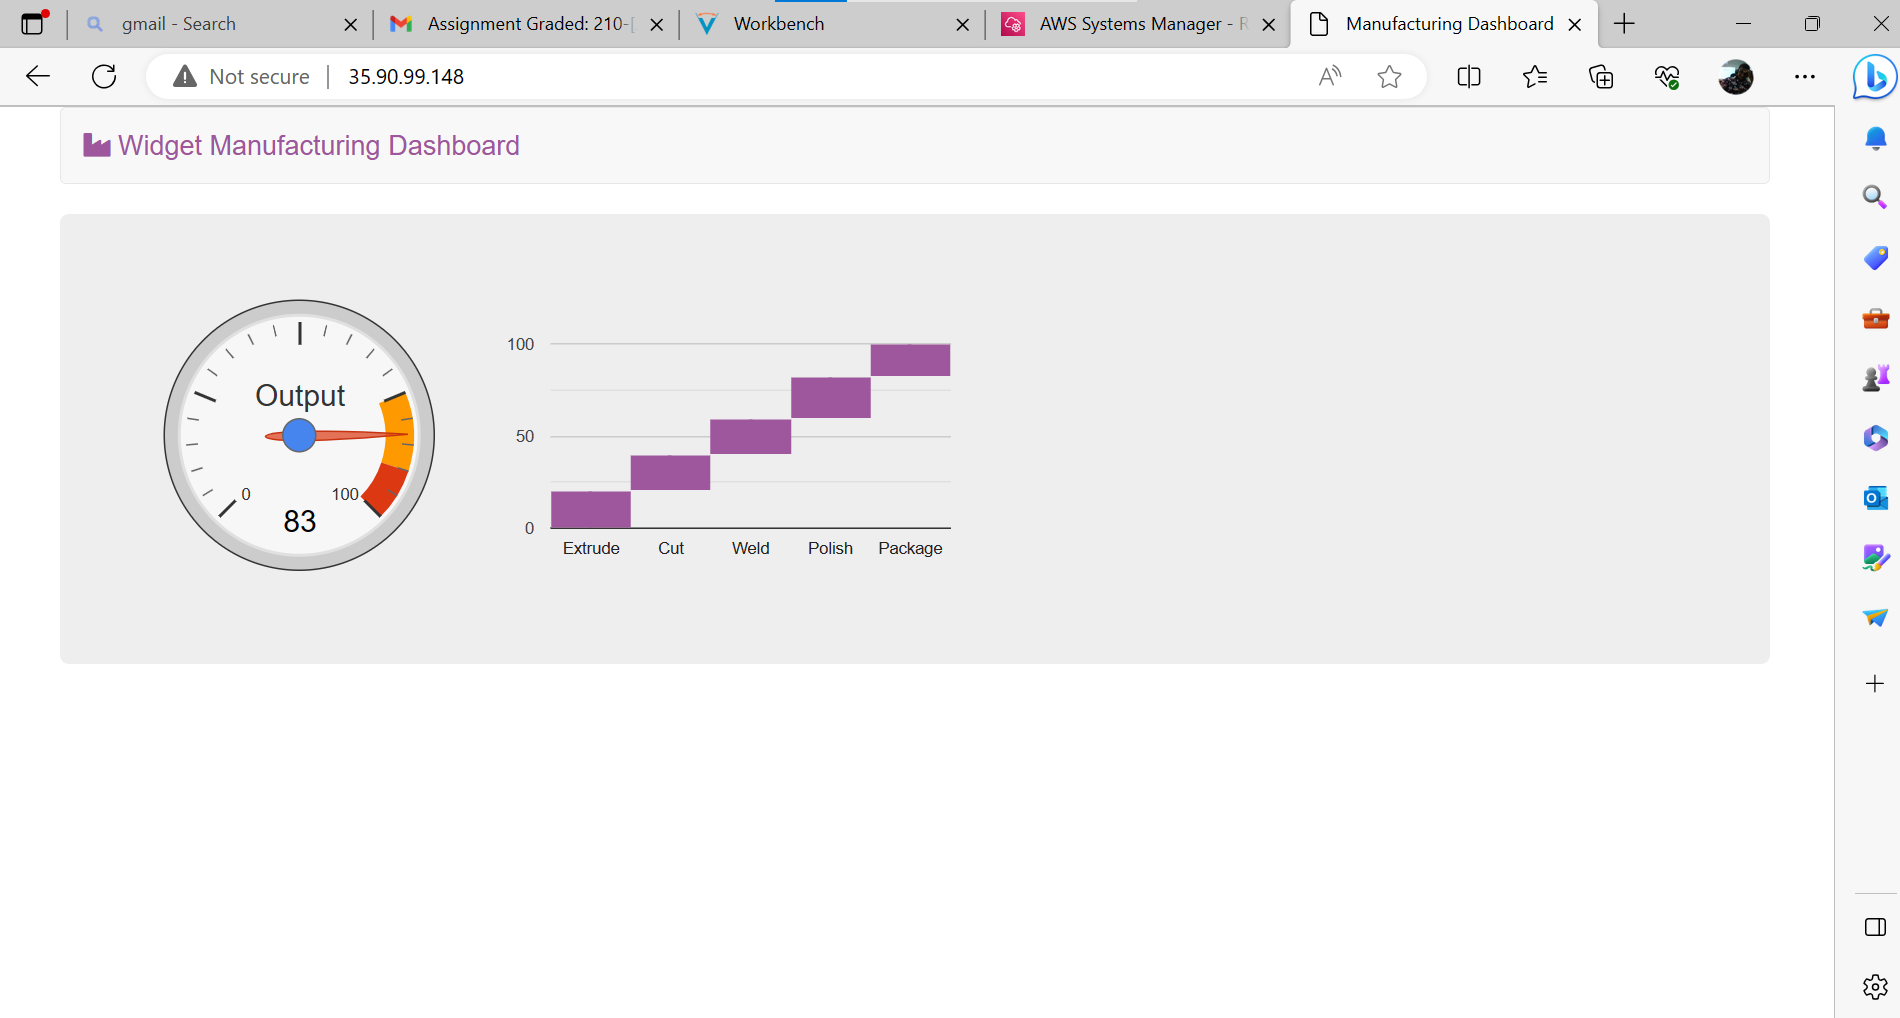 gmail - Search
Assignment Graded: 210-[
Workbench
AWS Systems Manager - R
Manufacturing Dashboard
Not secure
35.90.99.148
Widget Manufacturing Dashboard
Output
0
100
83
100
50
0
Extrude
Cut
Weld
Polish
Package